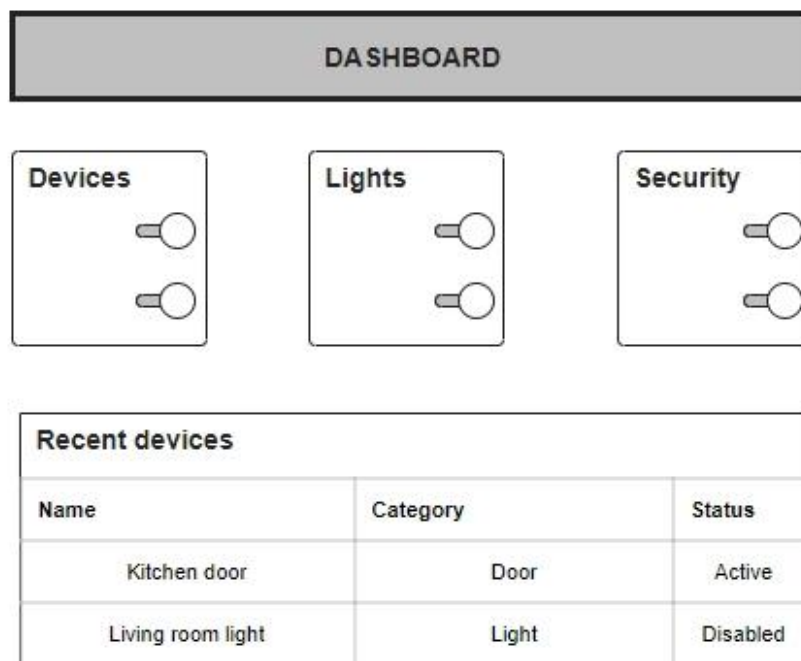 DASHBOARD
Devices Lights Security
Recent devices
Name Category Status
Kitchen door Door Active
Living room light Light Disabled